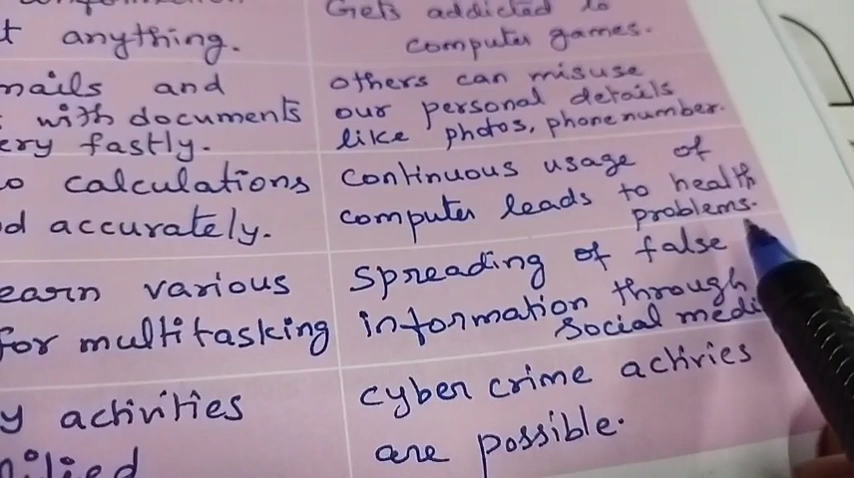 Gets addicted to
t anything.
computer games.
nails and
others can misuse
with documents
our personal details
ery fastly.
like photos, phone number.
o calculations
continuous usage of
d accurately.
computer leads to health
problems.
earn various
spreading of false
for multitasking
information through
social medi
y activities
cyber crime activies
are possible.